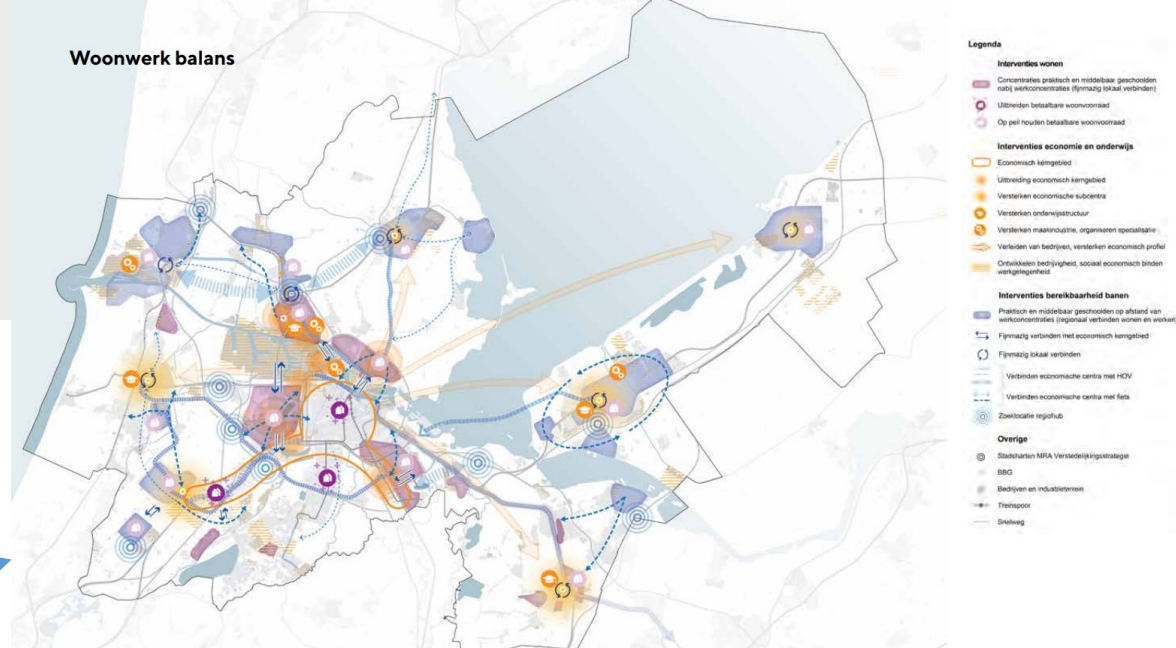 Woonwerk balans
Legenda
Interventies wonen
Concentraties praktisch en middelbaar geschoolden
nabij werkconcentraties (fijnmazig lokaal verbinden)
Uitbreiden betaalbare woonvoorraad
Op peil houden betaalbare woonvoorraad
Interventies economie en onderwijs
Economisch kerngebied
Uitbreiding economisch kerngebied
Versterken economische subcentra
Versterken onderwijsstructuur
Versterken maakindustrie, organiseren specialisatie
Verleiden van bedrijven, versterken economisch profiel
Ontwikkelen bedrijvigheid, sociaal economisch binden
werkgelegenheid
Interventies bereikbaarheid banen
Praktisch en middelbaar geschoolden op afstand van
werkconcentraties (regionaal verbinden wonen en werken)
Fijnmazig verbinden met economisch kerngebied
Fijnmazig lokaal verbinden
Verbinden economische centra met HOV
Verbinden economische centra met fiets
Zoeklocatie regiohub
Overige
Stadsharten MRA Verstedelijkingsstrategie
BBG
Bedrijven en industrieterrein
Treinspoor
Snelweg